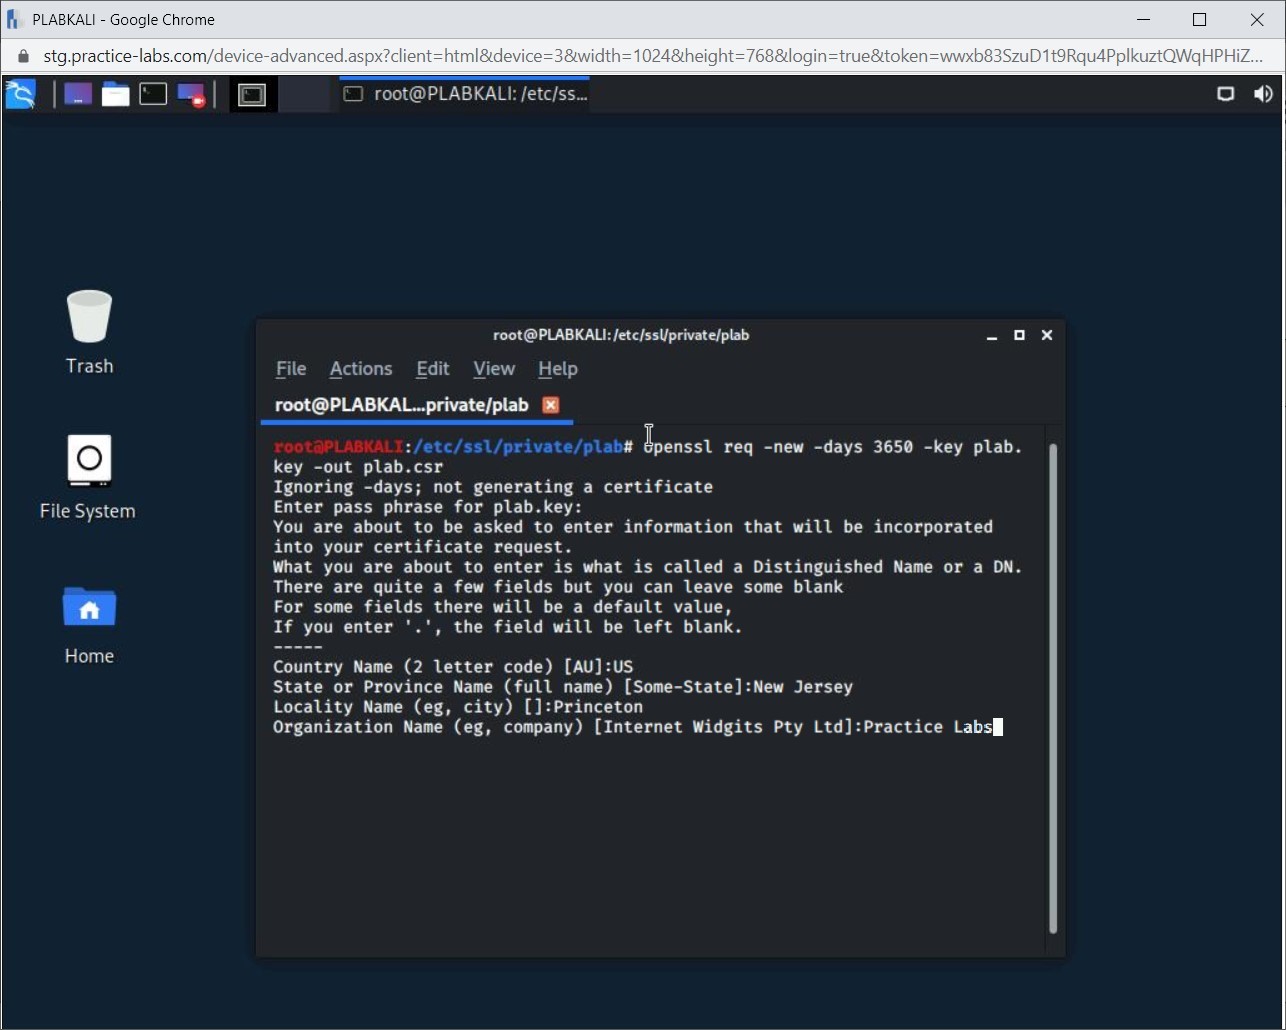 PLABKALI - Google Chrome
stg.practice-labs.com/device-advanced.aspx?client=html&device=3&width=1024&height=768&login=true&token=wwxb83SzuD1t9Rqu4PplkuztQWqHPHiZ...
root@PLABKALI: /etc/ss...
Trash
File System
Home
root@PLABKALI:/etc/ssl/private/plab
File Actions Edit View Help
root@PLABKAL...private/plab
root@PLABKALI:/etc/ssl/private/plab# openssl req -new -days 3650 -key plab.
key -out plab.csr
Ignoring -days; not generating a certificate
Enter pass phrase for plab.key:
You are about to be asked to enter information that will be incorporated
into your certificate request.
What you are about to enter is what is called a Distinguished Name or a DN.
There are quite a few fields but you can leave some blank
For some fields there will be a default value,
If you enter '.', the field will be left blank.
-----
Country Name (2 letter code) [AU]:US
State or Province Name (full name) [Some-State]:New Jersey
Locality Name (eg, city) []:Princeton
Organization Name (eg, company) [Internet Widgits Pty Ltd]:Practice Labs